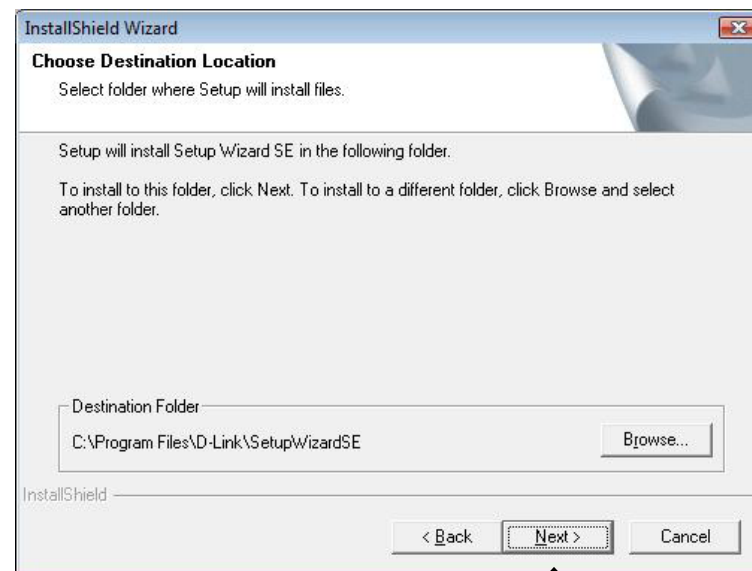 InstallShield Wizard
Choose Destination Location
Select folder where Setup will install files.
Setup will install Setup Wizard SE in the following folder.
To install to this folder, click Next. To install to a different folder, click Browse and select
another folder.
Destination Folder
C:\Program Files\D-Link\SetupWizardSE
Browse...
InstallShield
< Back
Next >
Cancel